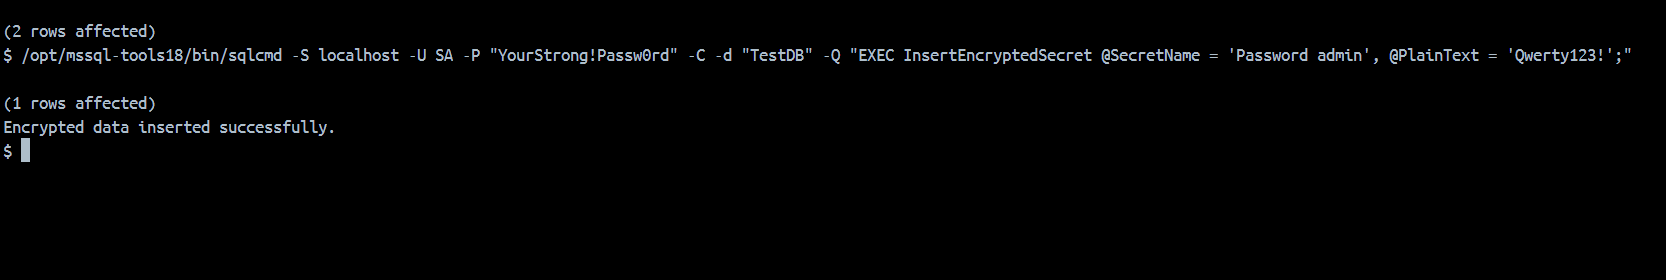 (2 rows affected)
$ /opt/mssql-tools18/bin/sqlcmd -S localhost -U SA -P "YourStrong!Passw0rd" -C -d "TestDB" -Q "EXEC InsertEncryptedSecret @SecretName = 'Password admin', @PlainText = 'Qwerty123!';"
(1 rows affected)
Encrypted data inserted successfully.
$